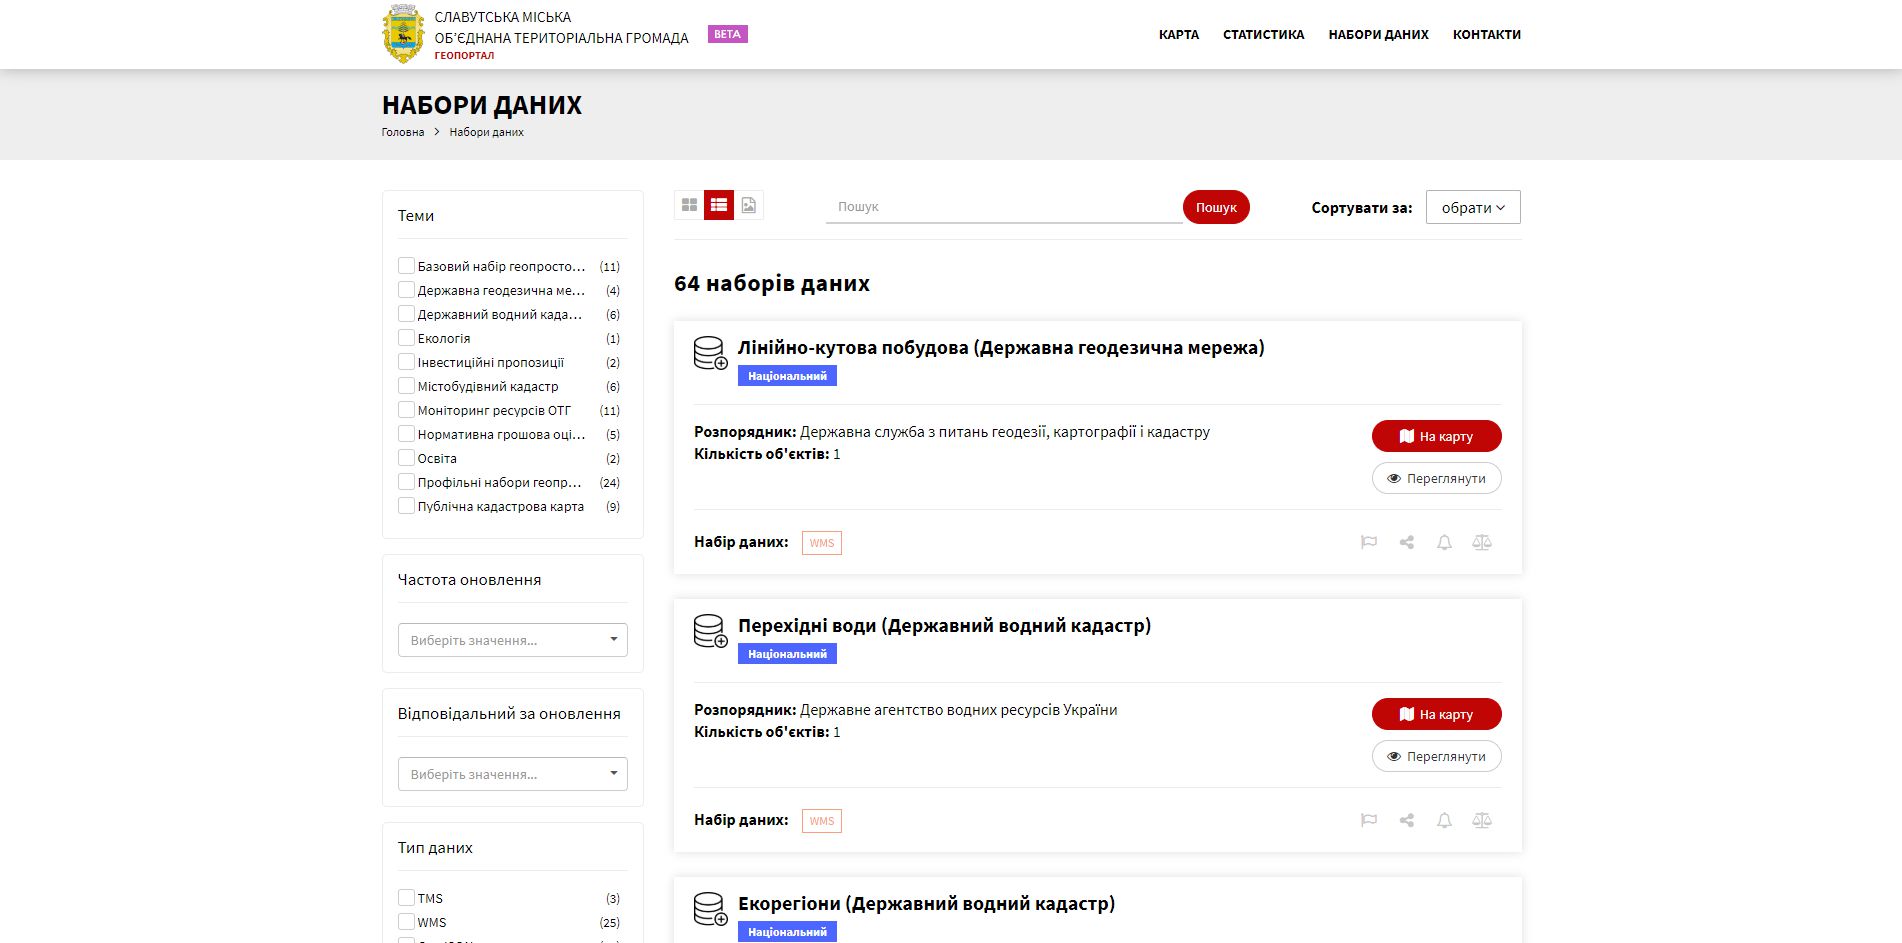 СЛАВУТСЬКА МІСЬКА
ОБ'ЄДНАНА ТЕРИТОРІАЛЬНА ГРОМАДА
ГЕОПОРТАЛ
BETA
КАРТА СТАТИСТИКА НАБОРИ ДАНИХ КОНТАКТИ
НАБОРИ ДАНИХ
Головна > Набори даних
Теми
Базовий набір геопросто... (11)
Державна геодезична ме... (4)
Державний водний када... (6)
Екологія (1)
Інвестиційні пропозиції (2)
Містобудівний кадастр (6)
Моніторинг ресурсів ОТГ (11)
Нормативна грошова оці... (5)
Освіта (2)
Профільні набори геопр... (24)
Публічна кадастрова карта (9)
Частота оновлення
Виберіть значення...
Відповідальний за оновлення
Виберіть значення...
Тип даних
TMS (3)
WMS (25)
Пошук Пошук
Сортувати за: обрати
64 наборів даних
Лінійно-кутова побудова (Державна геодезична мережа)
Національний
Розпорядник: Державна служба з питань геодезії, картографії і кадастру
Кількість об'єктів: 1
На карту
Переглянути
Набір даних: WMS
Перехідні води (Державний водний кадастр)
Національний
Розпорядник: Державне агентство водних ресурсів України
Кількість об'єктів: 1
На карту
Переглянути
Набір даних: WMS
Екорегіони (Державний водний кадастр)
Національний